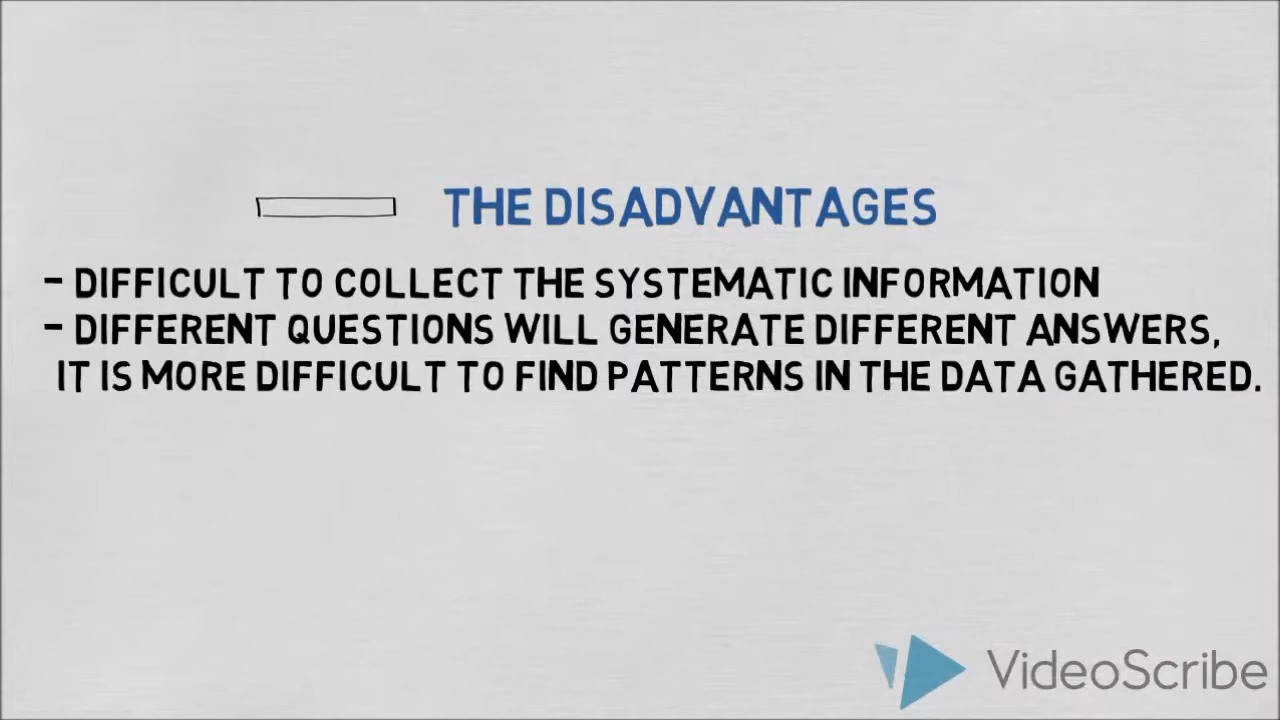 THE DISADVANTAGES
- DIFFICULT TO COLLECT THE SYSTEMATIC INFORMATION
- DIFFERENT QUESTIONS WILL GENERATE DIFFERENT ANSWERS,
IT IS MORE DIFFICULT TO FIND PATTERNS IN THE DATA GATHERED.
VideoScribe